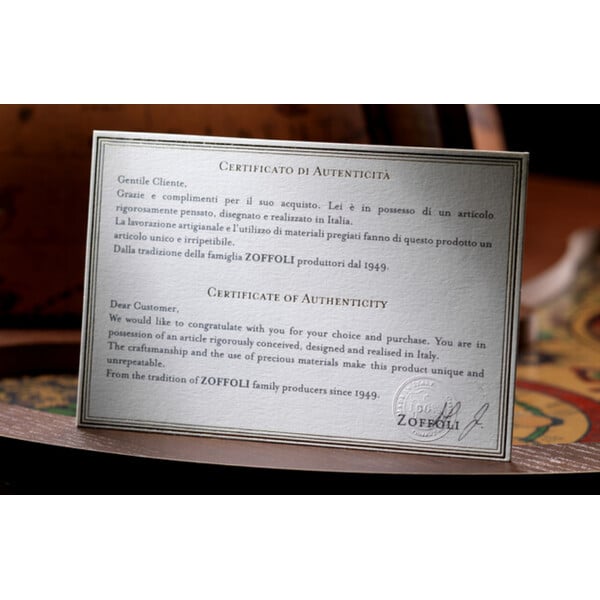 CERTIFICATO DI AUTENTICITÀ
Gentile Cliente,
Grazie e complimenti per il suo acquisto. Lei è in possesso di un articolo
rigorosamente pensato, disegnato e realizzato in Italia.
La lavorazione artigianale e l'utilizzo di materiali pregiati fanno di questo prodotto un
articolo unico e irripetibile.
Dalla tradizione della famiglia ZOFFOLI produttori dal 1949.
CERTIFICATE OF AUTHENTICITY
Dear Customer,
We would like to congratulate with you for your choice and purchase. You are in
possession of an article rigorously conceived, designed and realised in Italy.
The craftsmanship and the use of precious materials make this product unique and
unrepeatable.
From the tradition of ZOFFOLI family producers since 1949.
ZOFFOLI